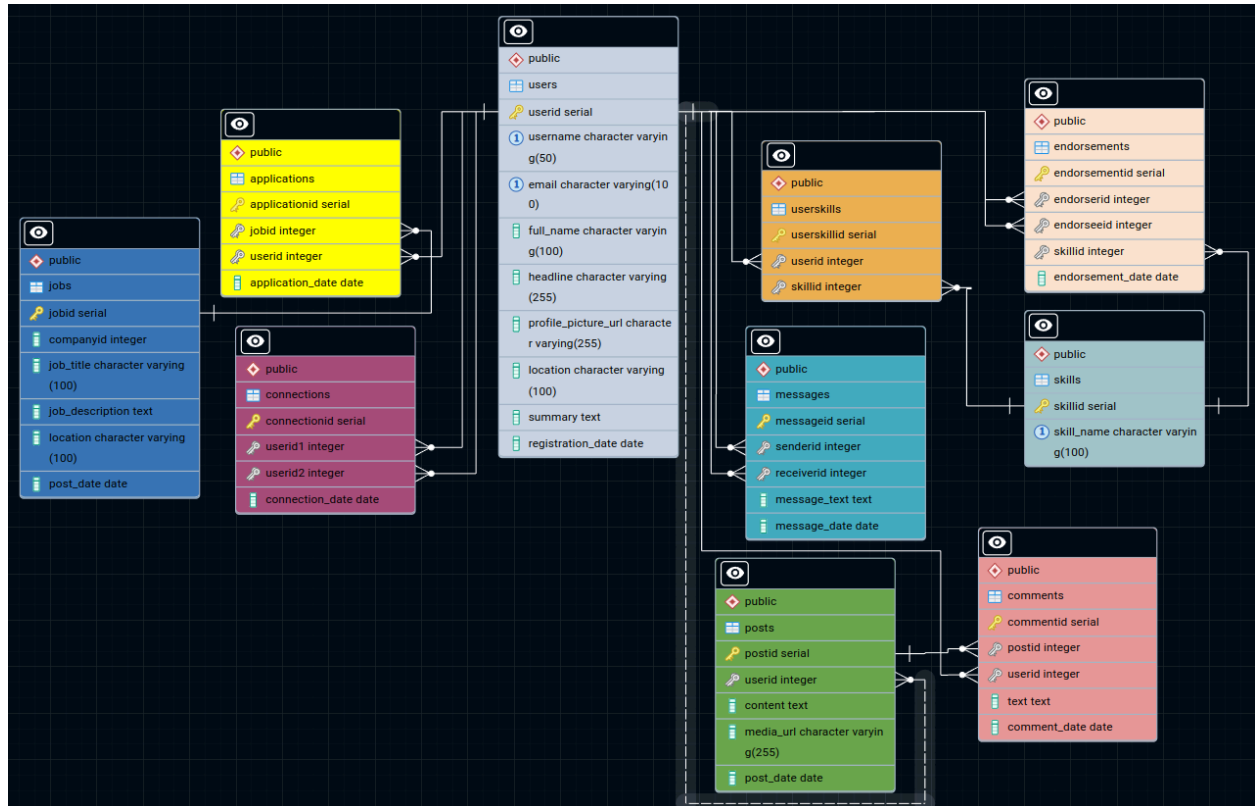 public
users
userid serial
username character varyin
g(50)
email character varying(10
0)
full_name character varyin
g(100)
headline character varying
(255)
profile_picture_url characte
r varying(255)
location character varying
(100)
summary text
registration_date date
public
applications
applicationid serial
jobid integer
userid integer
application_date date
public
jobs
jobid serial
companyid integer
job_title character varying
(100)
job_description text
location character varying
(100)
post_date date
public
connections
connectionid serial
userid1 integer
userid2 integer
connection_date date
public
userskills
userskillid serial
userid integer
skillid integer
public
endorsements
endorsementid serial
endorserid integer
endorseeid integer
skillid integer
endorsement_date date
public
skills
skillid serial
skill_name character varyin
g(100)
public
messages
messageid serial
senderid integer
receiverid integer
message_text text
message_date date
public
posts
postid serial
userid integer
content text
media_url character varyin
g(255)
post_date date
public
comments
commentid serial
postid integer
userid integer
text text
comment_date date